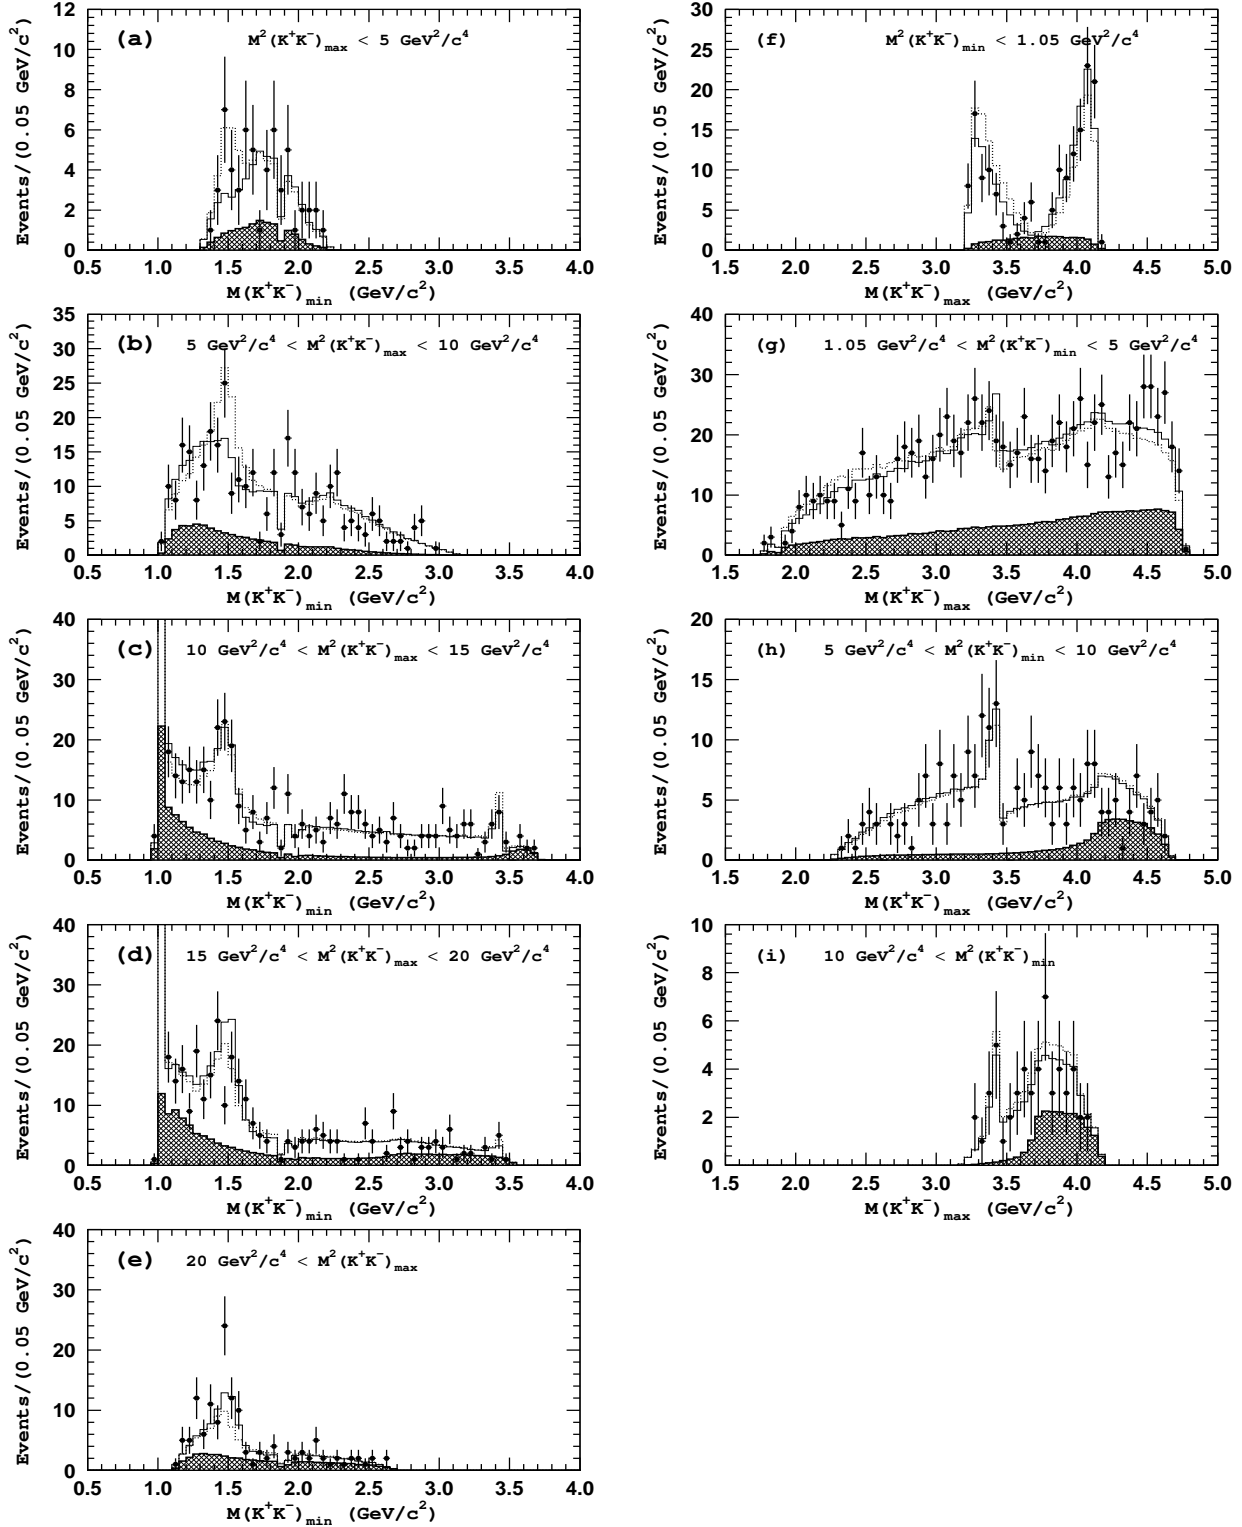 (a) M²(K⁺K⁻)max < 5 GeV²/c⁴
Events/(0.05 GeV/c²)
12
10
8
6
4
2
0
0.5 1.0 1.5 2.0 2.5 3.0 3.5 4.0
M(K⁺K⁻)min (GeV/c²)
(f) M²(K⁺K⁻)min < 1.05 GeV²/c⁴
Events/(0.05 GeV/c²)
30
25
20
15
10
5
0
1.5 2.0 2.5 3.0 3.5 4.0 4.5 5.0
M(K⁺K⁻)max (GeV/c²)
(b) 5 GeV²/c⁴ < M²(K⁺K⁻)max < 10 GeV²/c⁴
Events/(0.05 GeV/c²)
35
30
25
20
15
10
5
0
0.5 1.0 1.5 2.0 2.5 3.0 3.5 4.0
M(K⁺K⁻)min (GeV/c²)
(g) 1.05 GeV²/c⁴ < M²(K⁺K⁻)min < 5 GeV²/c⁴
Events/(0.05 GeV/c²)
40
30
20
10
0
1.5 2.0 2.5 3.0 3.5 4.0 4.5 5.0
M(K⁺K⁻)max (GeV/c²)
(c) 10 GeV²/c⁴ < M²(K⁺K⁻)max < 15 GeV²/c⁴
Events/(0.05 GeV/c²)
40
30
20
10
0
0.5 1.0 1.5 2.0 2.5 3.0 3.5 4.0
M(K⁺K⁻)min (GeV/c²)
(h) 5 GeV²/c⁴ < M²(K⁺K⁻)min < 10 GeV²/c⁴
Events/(0.05 GeV/c²)
20
15
10
5
0
1.5 2.0 2.5 3.0 3.5 4.0 4.5 5.0
M(K⁺K⁻)max (GeV/c²)
(d) 15 GeV²/c⁴ < M²(K⁺K⁻)max < 20 GeV²/c⁴
Events/(0.05 GeV/c²)
40
30
20
10
0
0.5 1.0 1.5 2.0 2.5 3.0 3.5 4.0
M(K⁺K⁻)min (GeV/c²)
(i) 10 GeV²/c⁴ < M²(K⁺K⁻)min
Events/(0.05 GeV/c²)
10
8
6
4
2
0
1.5 2.0 2.5 3.0 3.5 4.0 4.5 5.0
M(K⁺K⁻)max (GeV/c²)
(e) 20 GeV²/c⁴ < M²(K⁺K⁻)max
Events/(0.05 GeV/c²)
40
30
20
10
0
0.5 1.0 1.5 2.0 2.5 3.0 3.5 4.0
M(K⁺K⁻)min (GeV/c²)